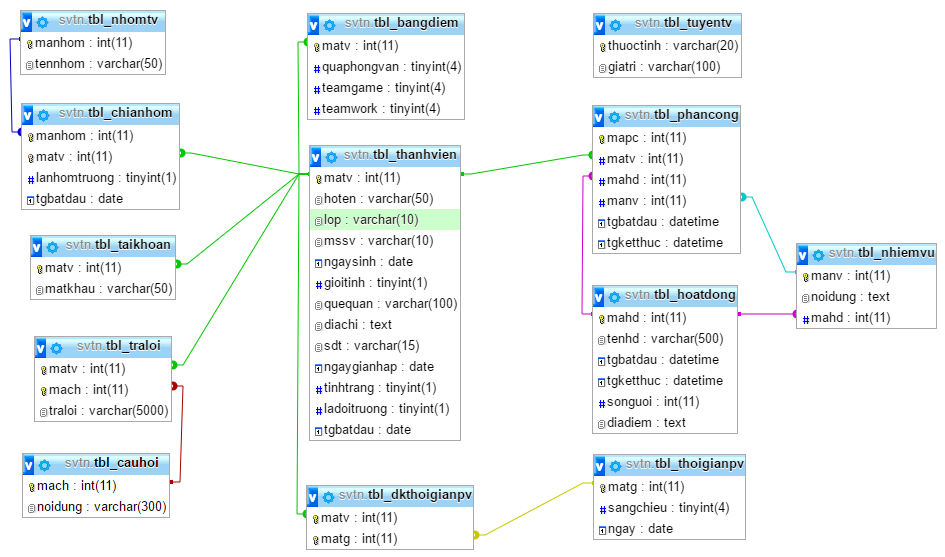 svtn.tbl_nhomtv
manhom : int(11)
tennhom : varchar(50)
svtn.tbl_chianhom
manhom : int(11)
matv : int(11)
lanhomtruong : tinyint(1)
tgbatdau : date
svtn.tbl_taikhoan
matv : int(11)
matkhau : varchar(50)
svtn.tbl_traloi
matv : int(11)
mach : int(11)
traloi : varchar(5000)
svtn.tbl_cauhoi
mach : int(11)
noidung : varchar(300)
svtn.tbl_bangdiem
matv : int(11)
quaphongvan : tinyint(4)
teamgame : tinyint(4)
teamwork : tinyint(4)
svtn.tbl_thanhvien
matv : int(11)
hoten : varchar(50)
lop : varchar(10)
mssv : varchar(10)
ngaysinh : date
gioitinh : tinyint(1)
quequan : varchar(100)
diachi : text
sdt : varchar(15)
ngaygianhap : date
tinhtrang : tinyint(1)
ladoitruong : tinyint(1)
tgbatdau : date
svtn.tbl_dkthoigianpv
matv : int(11)
matg : int(11)
svtn.tbl_tuyentv
thuoctinh : varchar(20)
giatri : varchar(100)
svtn.tbl_phancong
mapc : int(11)
matv : int(11)
mahd : int(11)
manv : int(11)
tgbatdau : datetime
tgketthuc : datetime
svtn.tbl_hoatdong
mahd : int(11)
tenhd : varchar(500)
tgbatdau : datetime
tgketthuc : datetime
songuoi : int(11)
diadiem : text
svtn.tbl_thoigianpv
matg : int(11)
sangchieu : tinyint(4)
ngay : date
svtn.tbl_nhiemvu
manv : int(11)
noidung : text
mahd : int(11)